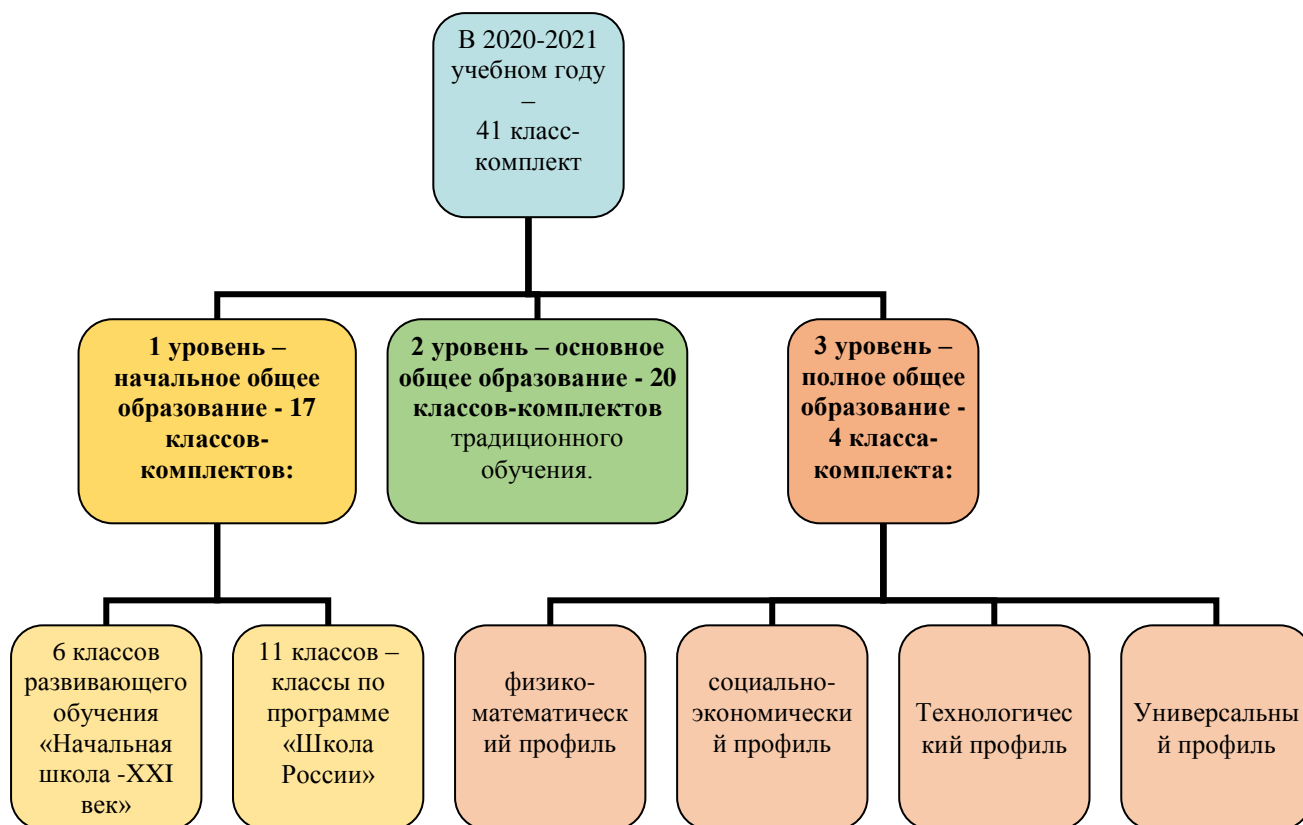 В 2020-2021
учебном году
–
41 класс-
комплект
1 уровень –
начальное общее
образование - 17
классов-
комплектов:
2 уровень – основное
общее образование - 20
классов-комплектов
традиционного
обучения.
3 уровень –
полное общее
образование -
4 класса-
комплекта:
6 классов
развивающего
обучения
«Начальная
школа -XXI
век»
11 классов –
классы по
программе
«Школа
России»
физико-
математическ
ий профиль
социально-
экономически
й профиль
Технологичес
кий профиль
Универсальны
й профиль